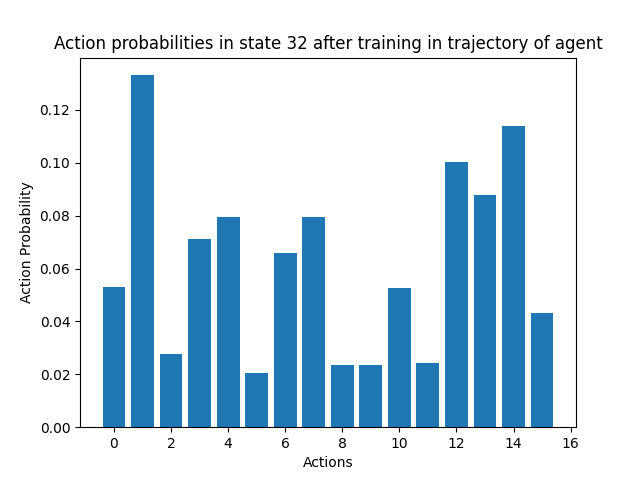 Action probabilities in state 32 after training in trajectory of agent
0.12
0.10
0.08
0.06
0.04
0.02
0.00
Action Probability
0 2 4 6 8 10 12 14 16
Actions